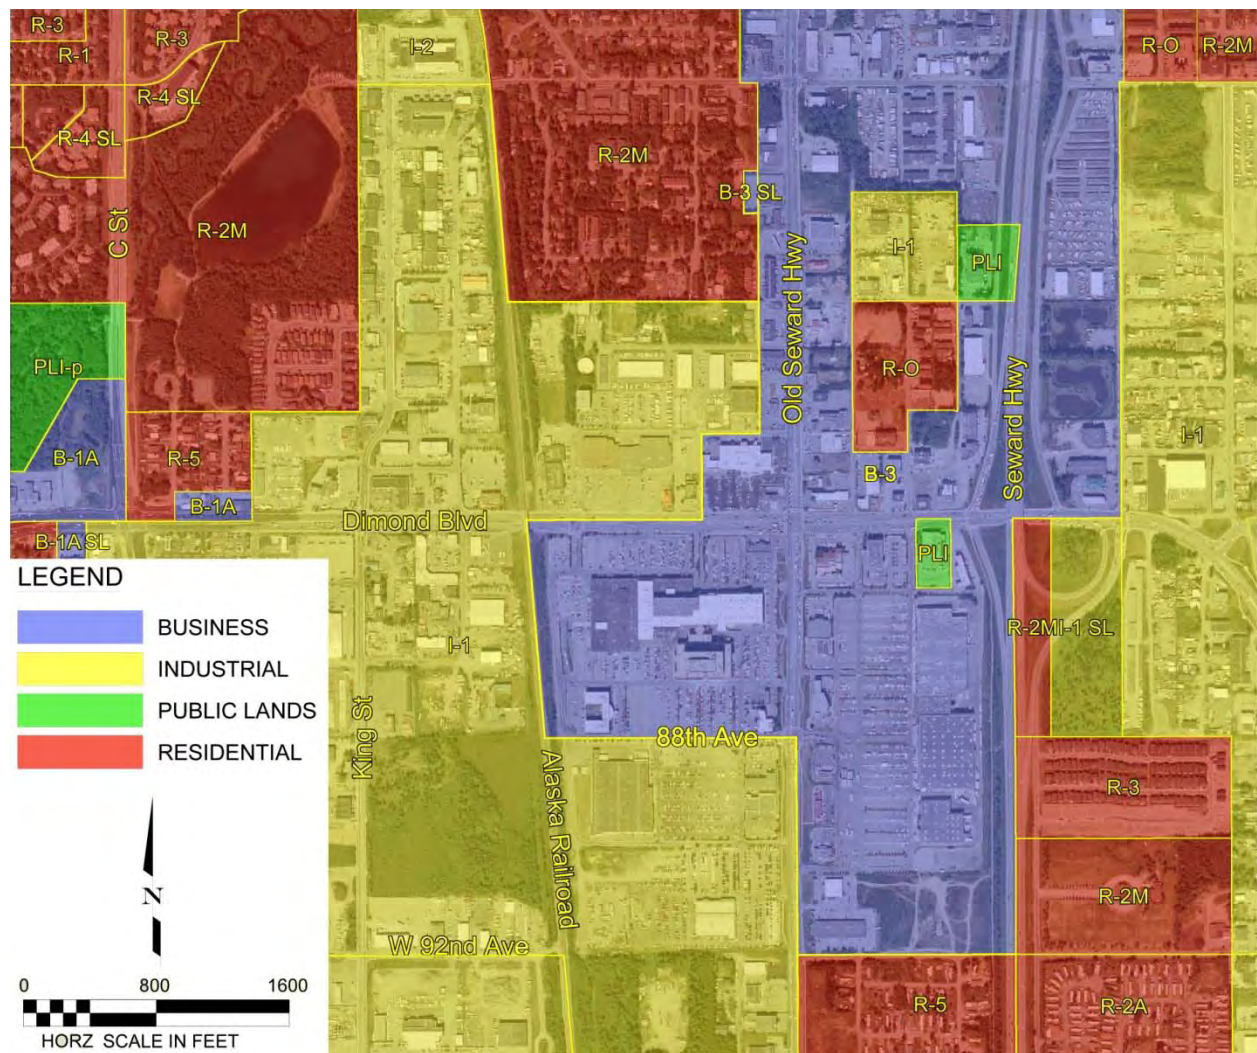 R-3
R-3
I-2
R-O
R-2M
R-1
R-4 SL
R-4 SL
R-2M
B-3 SL
C St
R-2M
I-1
PLI
Old Seward Hwy
PLI-p
R-O
Seward Hwy
I-1
B-1A
R-5
B-3
B-1A
Dimond Blvd
B-1A SL
PLI
LEGEND
BUSINESS
INDUSTRIAL
PUBLIC LANDS
RESIDENTIAL
R-2M
I-1 SL
I-1
King St
88th Ave
Alaska Railroad
R-3
R-2M
N
W 92nd Ave
0 800 1600
HORZ SCALE IN FEET
R-5
R-2A